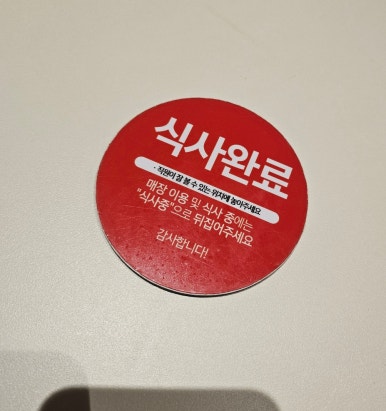 식사완료
· 직원이 잘 볼 수 있는 위치에 놓아주세요
매장 이용 및 식사 중에는
"식사중"으로 뒤집어주세요
감사합니다!